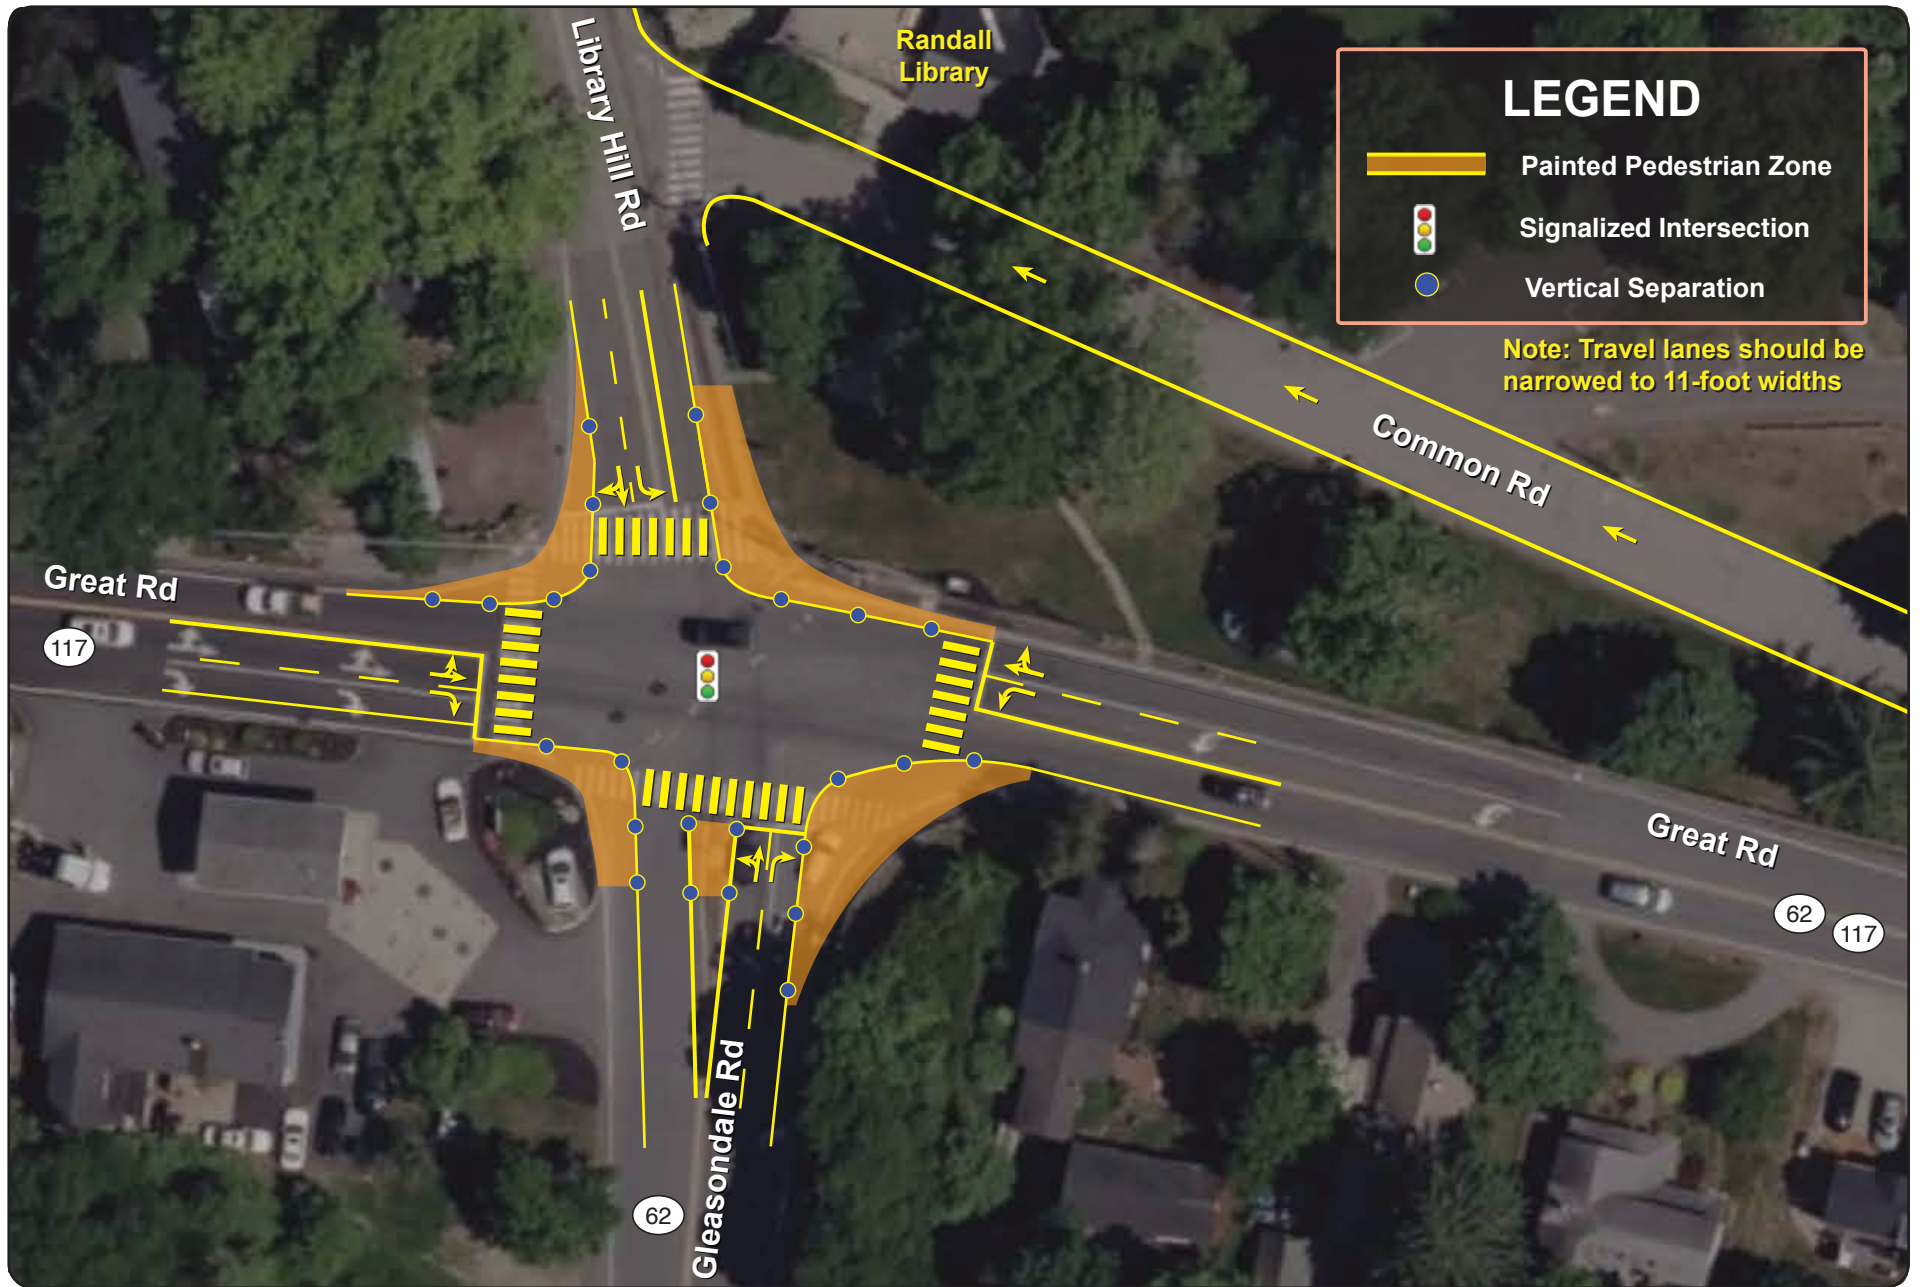 Library Hill Rd
Randall
Library
LEGEND
Painted Pedestrian Zone
Signalized Intersection
Vertical Separation
Note: Travel lanes should be
narrowed to 11-foot widths
Common Rd
Great Rd
117
Great Rd
62
117
Gleasondale Rd
62